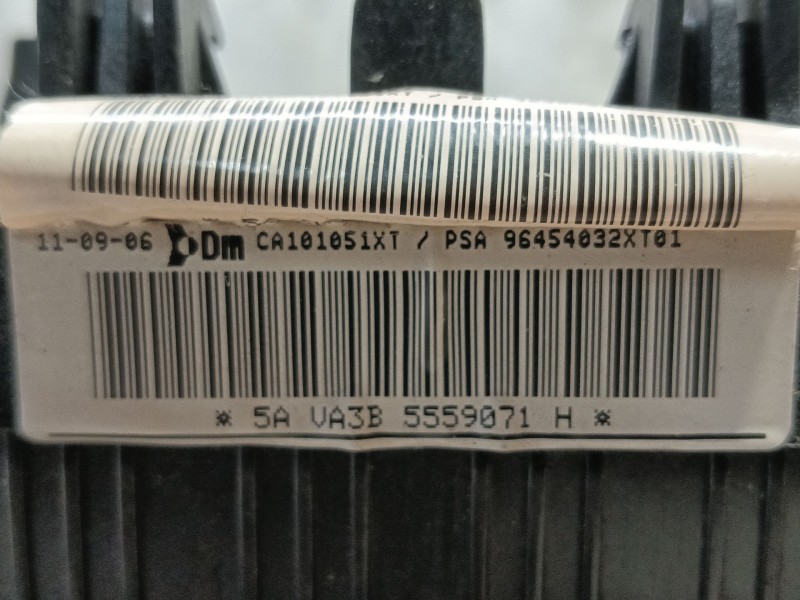 11-09-06 Dm CA101051XT / PSA 96454032XT01
* 5A VA3B 5559071 H *